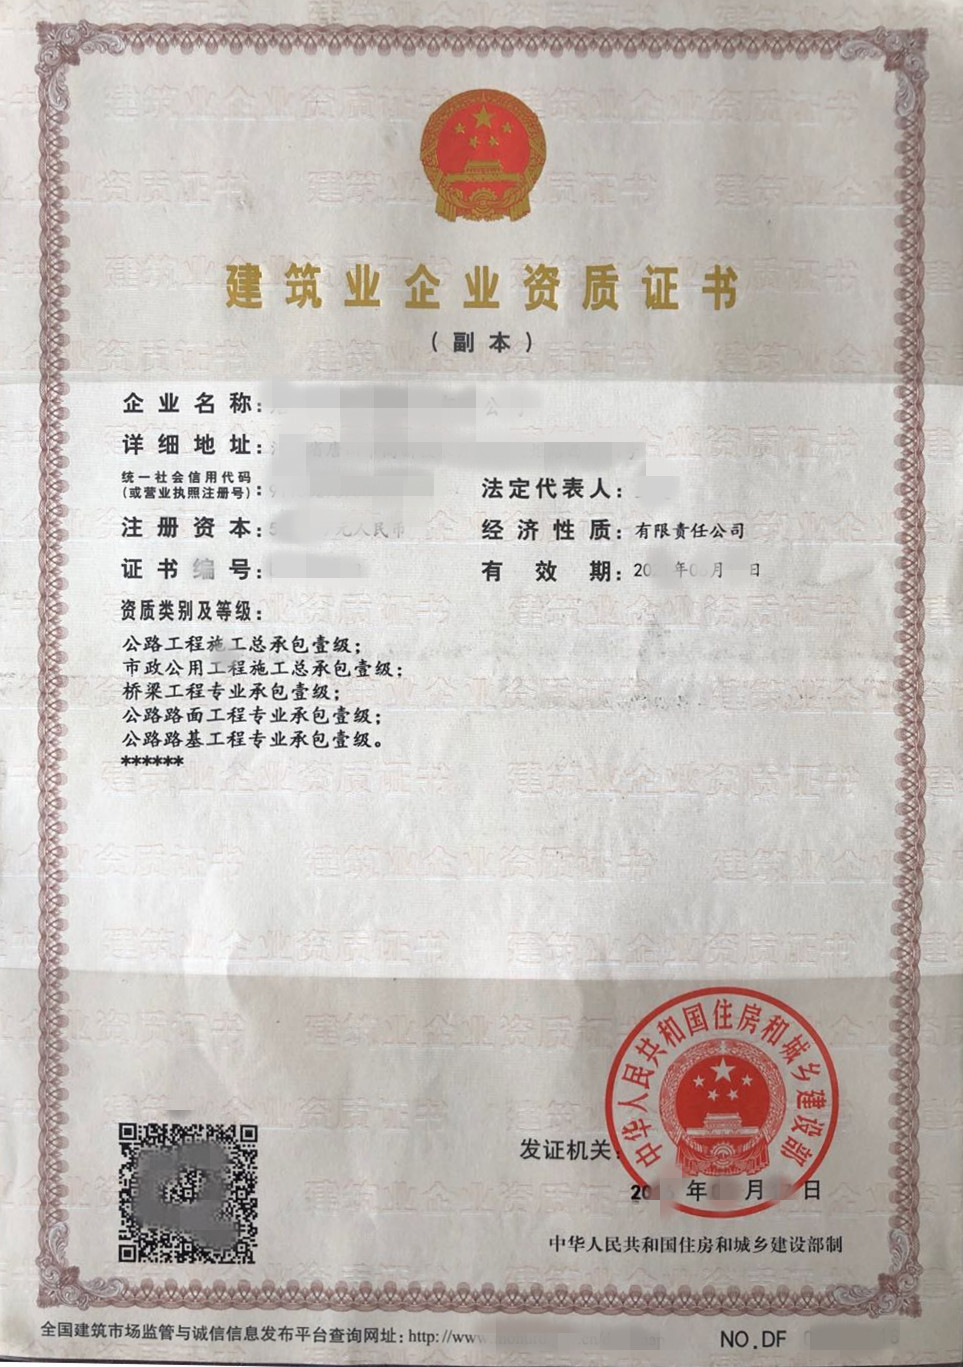 建筑业企业资质证书
（副本）
企业名称：
详细地址：
统一社会信用代码
（或营业执照注册号）：
法定代表人：
注册资本： 元人民币
经济性质：有限责任公司
证书编号：
有效期：20 年 月 日
资质类别及等级：
公路工程施工总承包壹级；
市政公用工程施工总承包壹级；
桥梁工程专业承包壹级；
公路路面工程专业承包壹级；
公路路基工程专业承包壹级。
******
中华人民共和国住房和城乡建设部
发证机关：
20 年 月 日
中华人民共和国住房和城乡建设部制
全国建筑市场监管与诚信信息发布平台查询网址：http://www
NO.DF